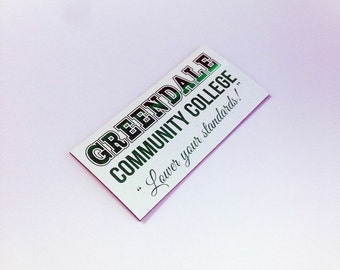 GREENDALE
COMMUNITY COLLEGE
"Lower your standards!"